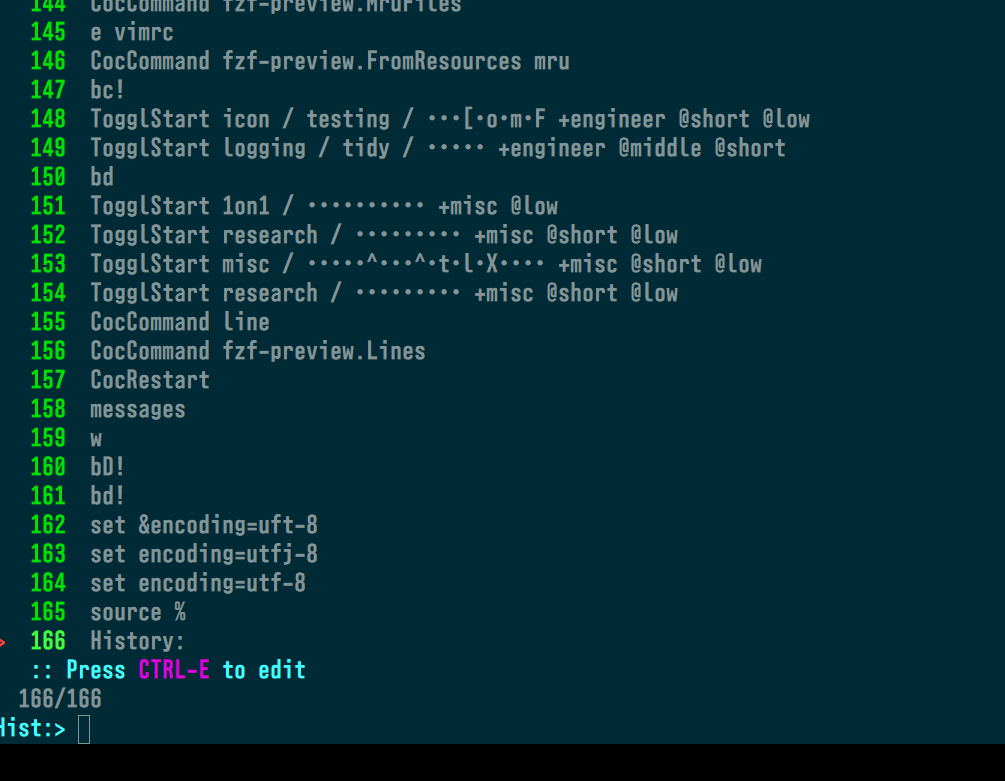 144 CocCommand fzf-preview.MruFiles
145 e vimrc
146 CocCommand fzf-preview.FromResources mru
147 bc!
148 TogglStart icon / testing / ···[·o·m·F +engineer @short @low
149 TogglStart logging / tidy / ····· +engineer @middle @short
150 bd
151 TogglStart 1on1 / ·········· +misc @low
152 TogglStart research / ········· +misc @short @low
153 TogglStart misc / ·····^···^·t·l·X···· +misc @short @low
154 TogglStart research / ········· +misc @short @low
155 CocCommand line
156 CocCommand fzf-preview.Lines
157 CocRestart
158 messages
159 w
160 bD!
161 bd!
162 set &encoding=uft-8
163 set encoding=utfj-8
164 set encoding=utf-8
165 source %
> 166 History:
:: Press CTRL-E to edit
166/166
Hist:>